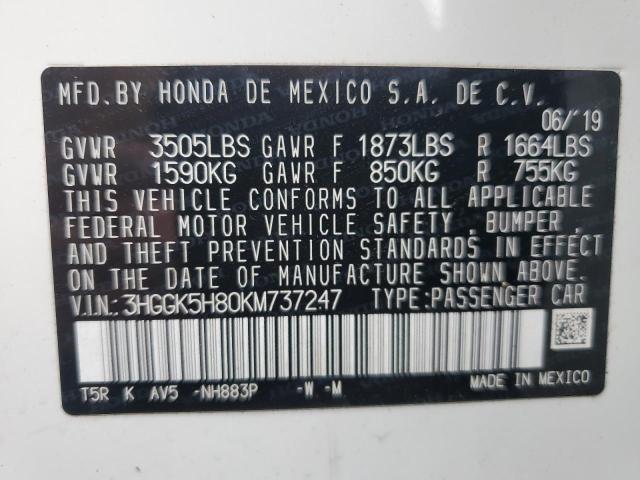 MFD. BY HONDA DE MEXICO S.A. DE C.V.
06/'19
GVWR 3505LBS GAWR F 1873LBS R 1664LBS
GVWR 1590KG GAWR F 850KG R 755KG
THIS VEHICLE CONFORMS TO ALL APPLICABLE
FEDERAL MOTOR VEHICLE SAFETY, BUMPER,
AND THEFT PREVENTION STANDARDS IN EFFECT
ON THE DATE OF MANUFACTURE SHOWN ABOVE.
V.I.N.: 3HGGK5H80KM737247 TYPE:PASSENGER CAR
T5R K AV5 -NH883P -W -M MADE IN MEXICO